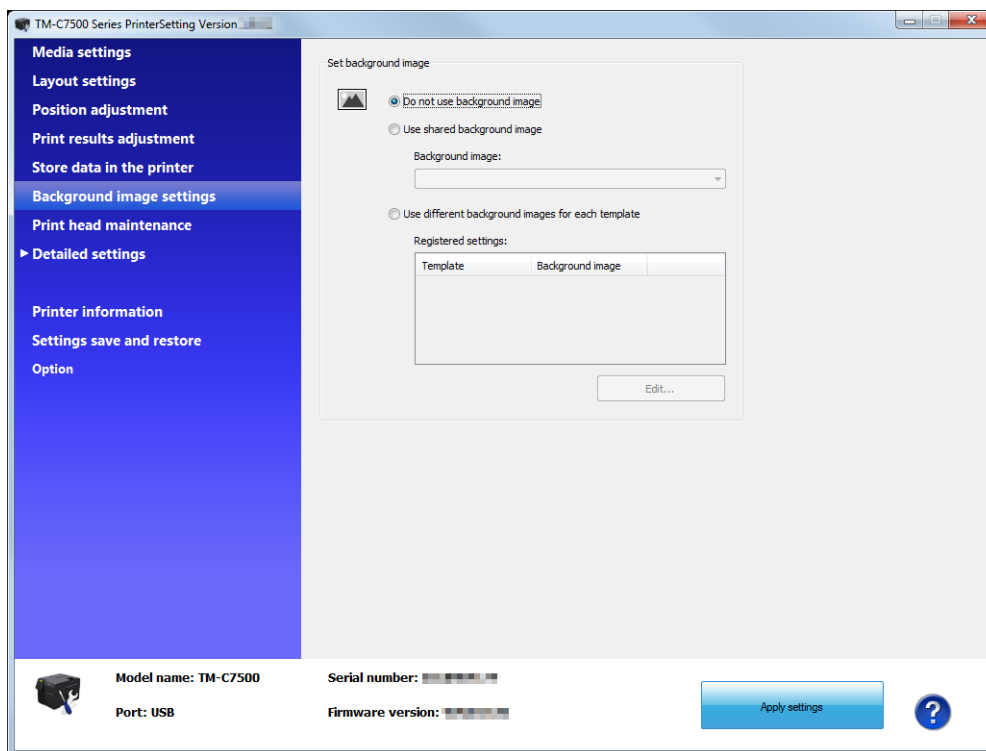 TM-C7500 Series PrinterSetting Version
Media settings
Layout settings
Position adjustment
Print results adjustment
Store data in the printer
Background image settings
Print head maintenance
Detailed settings
Printer information
Settings save and restore
Option
Set background image
Do not use background image
Use shared background image
Background image:
Use different background images for each template
Registered settings:
Template Background image
Edit...
Model name: TM-C7500
Port: USB
Serial number:
Firmware version:
Apply settings
?